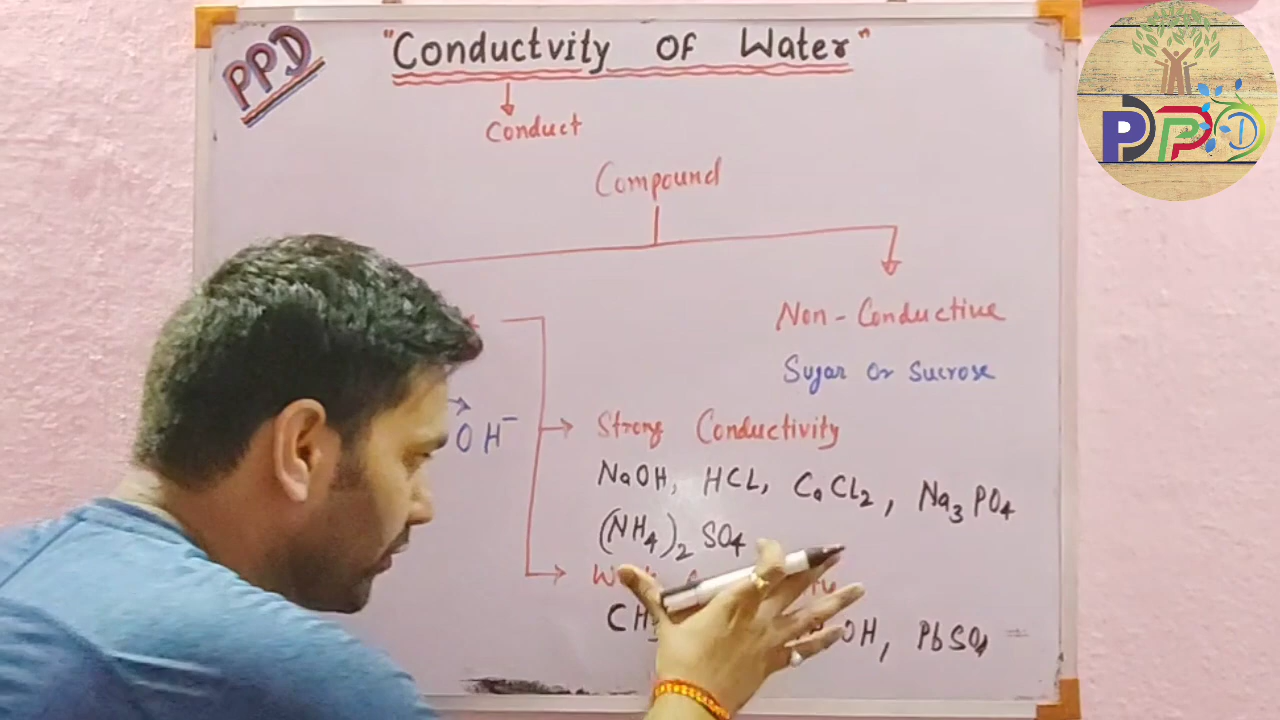 PPD
"Conductvity OF Water"
Conduct
Compound
Non-Conductive
Sugar Or Sucrose
OH⁻
Strong Conductivity
NaOH, HCL, CaCL₂, Na₃PO₄
(NH₄)₂ SO₄
CH
OH, PbSO₄
PPD